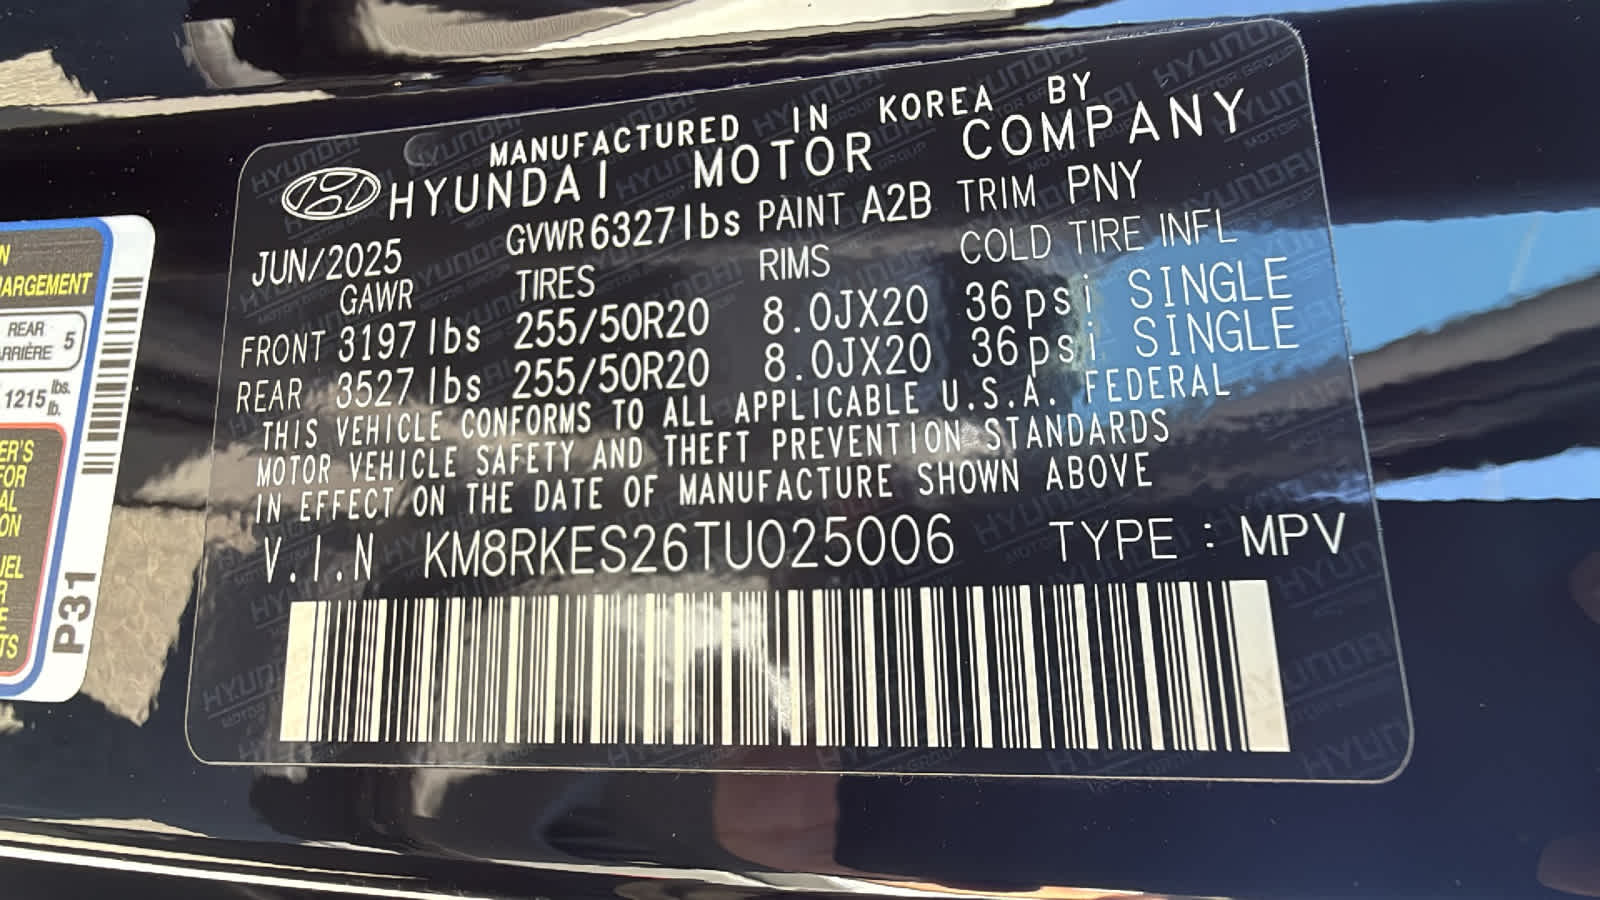 MANUFACTURED IN KOREA BY
HYUNDAI MOTOR COMPANY
JUN/2025 GVWR 6327 lbs PAINT A2B TRIM PNY
GAWR TIRES RIMS COLD TIRE INFL
FRONT 3197 lbs 255/50R20 8.0JX20 36 psi SINGLE
REAR 3527 lbs 255/50R20 8.0JX20 36 psi SINGLE
THIS VEHICLE CONFORMS TO ALL APPLICABLE U.S.A. FEDERAL
MOTOR VEHICLE SAFETY AND THEFT PREVENTION STANDARDS
IN EFFECT ON THE DATE OF MANUFACTURE SHOWN ABOVE
V.I.N KM8RKES26TU025006 TYPE : MPV
REAR 5
1215 lbs.
lb.
P31